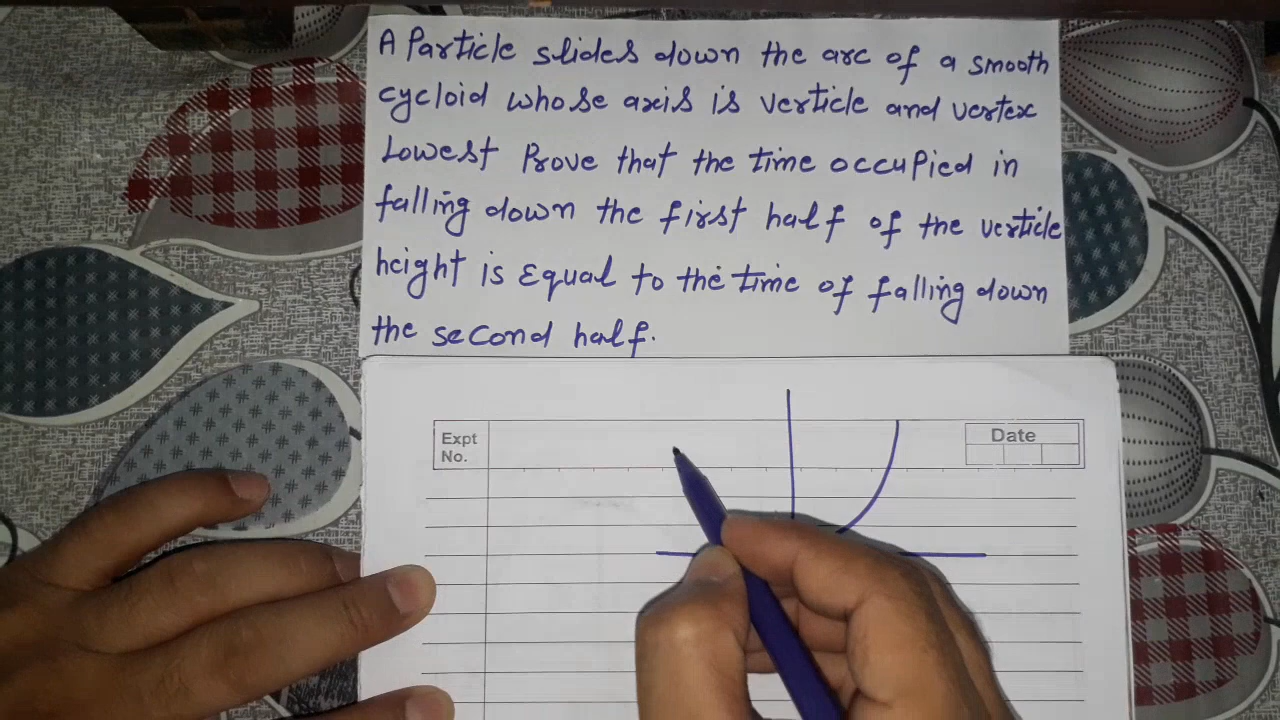 A Particle slides down the arc of a smooth
cycloid whose axis is verticle and vertex
Lowest Prove that the time occupied in
falling down the first half of the verticle
height is Equal to the time of falling down
the second half.
Expt
No.
Date